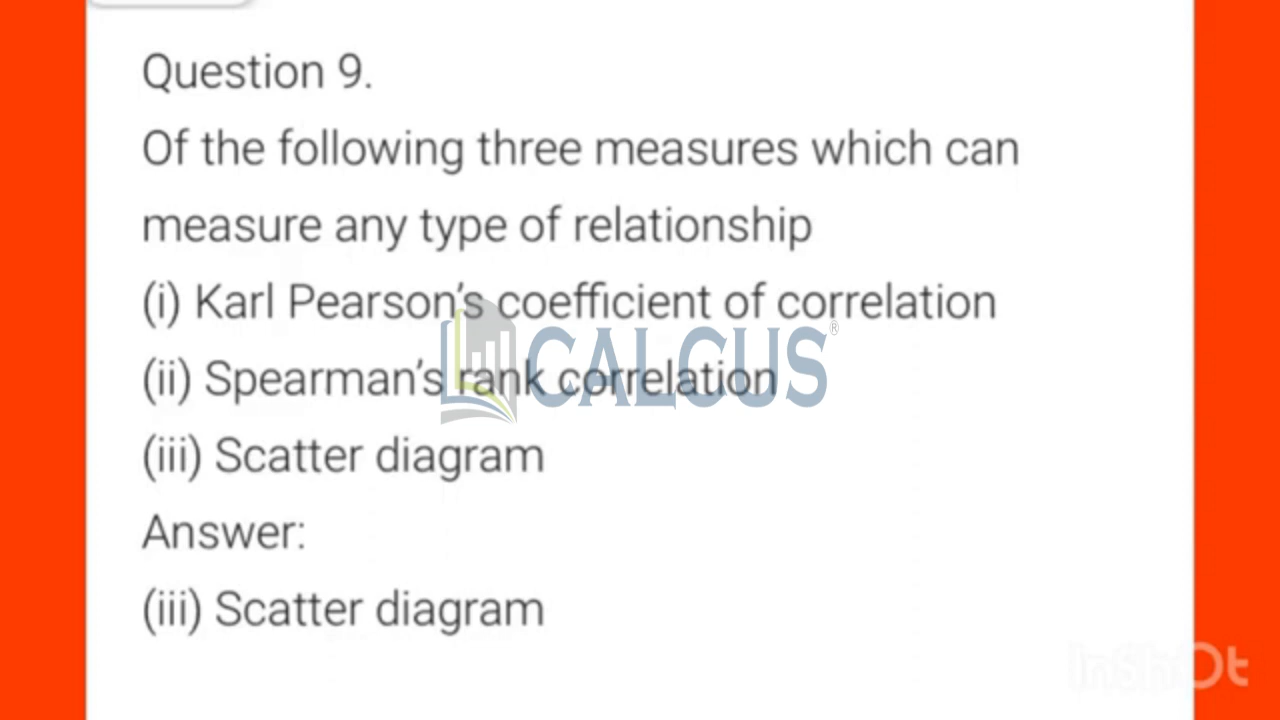 Question 9.
Of the following three measures which can
measure any type of relationship
(i) Karl Pearson's coefficient of correlation
(ii) Spearman's rank correlation
CALCUS®
(iii) Scatter diagram
Answer:
(iii) Scatter diagram
InShOt